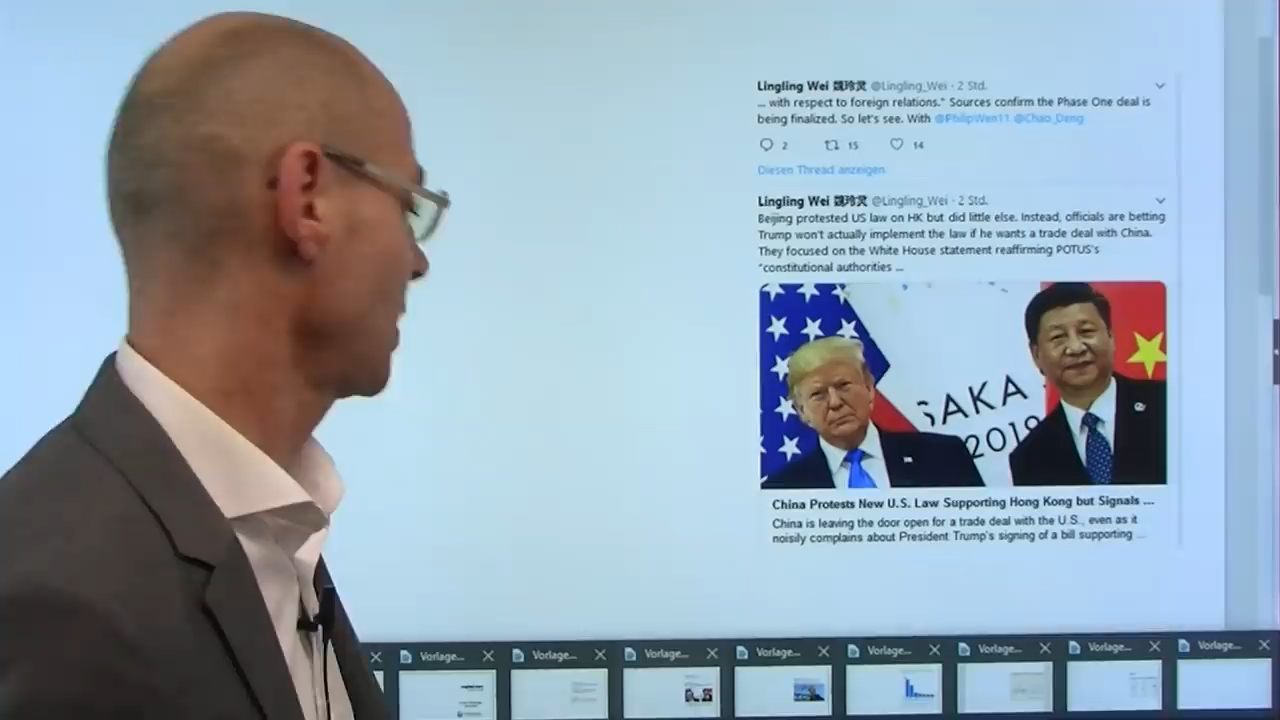 Lingling Wei 魏玲灵 @Lingling_Wei · 2 Std.
... with respect to foreign relations." Sources confirm the Phase One deal is
being finalized. So let's see. With @PhilipWen11 @Chao_Deng
2 15 14
Diesen Thread anzeigen
Lingling Wei 魏玲灵 @Lingling_Wei · 2 Std.
Beijing protested US law on HK but did little else. Instead, officials are betting
Trump won't actually implement the law if he wants a trade deal with China.
They focused on the White House statement reaffirming POTUS's
"constitutional authorities ...
SAKA
2019
China Protests New U.S. Law Supporting Hong Kong but Signals ...
China is leaving the door open for a trade deal with the U.S., even as it
noisily complains about President Trump's signing of a bill supporting ...
Vorlage... Vorlage... Vorlage... Vorlage... Vorlage... Vorlage... Vorlage... Vorlage...